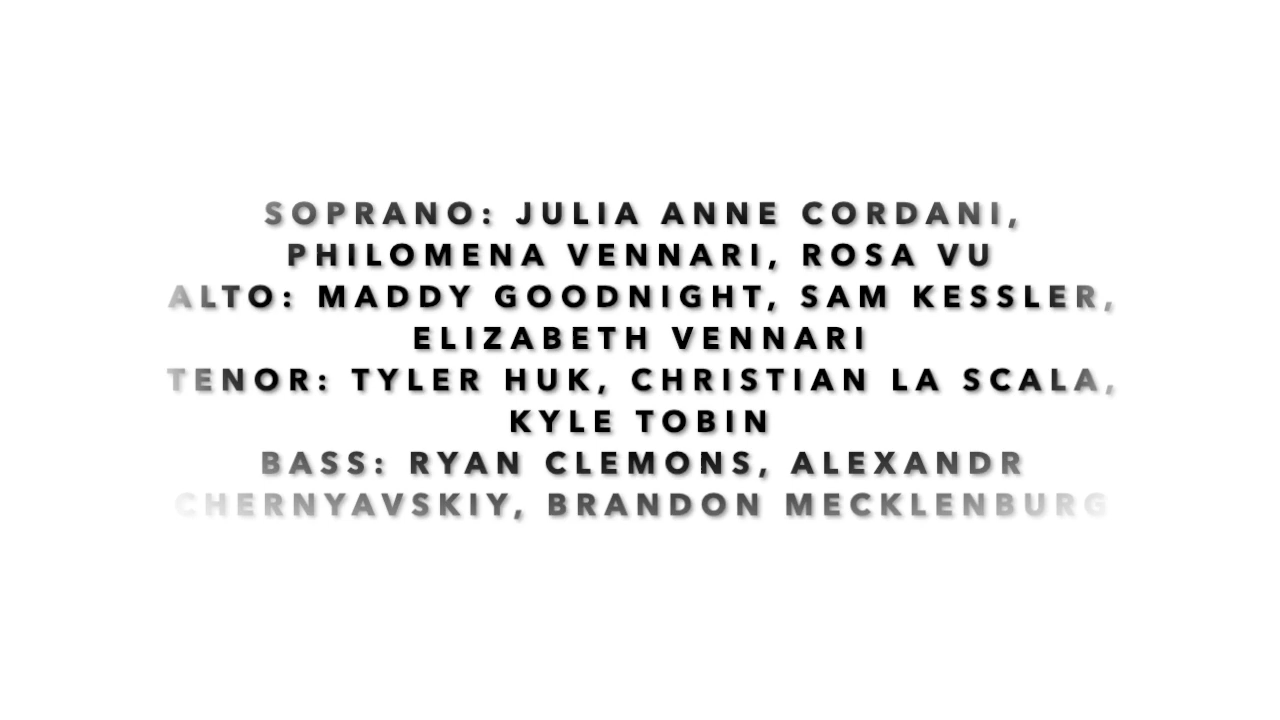 SOPRANO: JULIA ANNE CORDANI,
PHILOMENA VENNARI, ROSA VU
ALTO: MADDY GOODNIGHT, SAM KESSLER,
ELIZABETH VENNARI
TENOR: TYLER HUK, CHRISTIAN LA SCALA,
KYLE TOBIN
BASS: RYAN CLEMONS, ALEXANDR
CHERNYAVSKIY, BRANDON MECKLENBURG